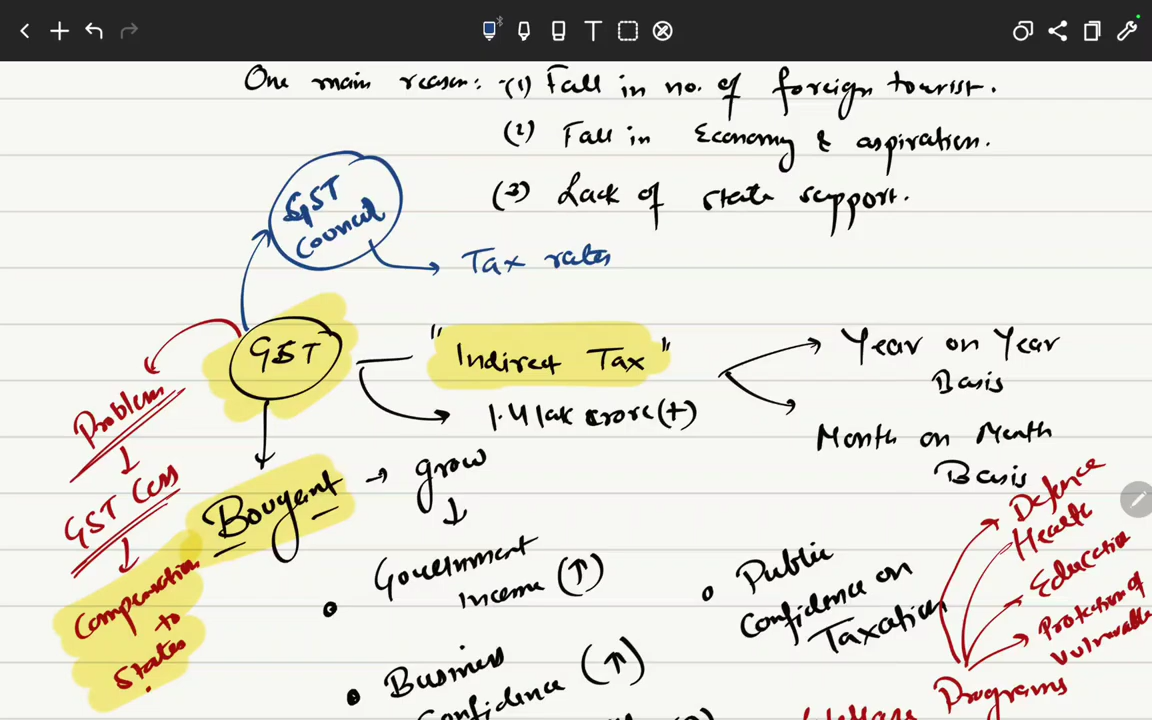 One main reason: (1) Fall in no. of foreign tourist.
(2) Fall in Economy & aspiration.
(3) Lack of state support.
GST
Council
Tax rates
GST
"Indirect Tax"
Year on Year
Basis
1.41 lak crore (+)
Month on Month
Basis
Problem
GST Cess
Compensation
to
States
Bouyant → grow
Government
Income (↑)
Public
Confidence on
Taxation
Business
Confidence (↑)
Defence
Health
Education
Protection of
Vulnerable
Programs